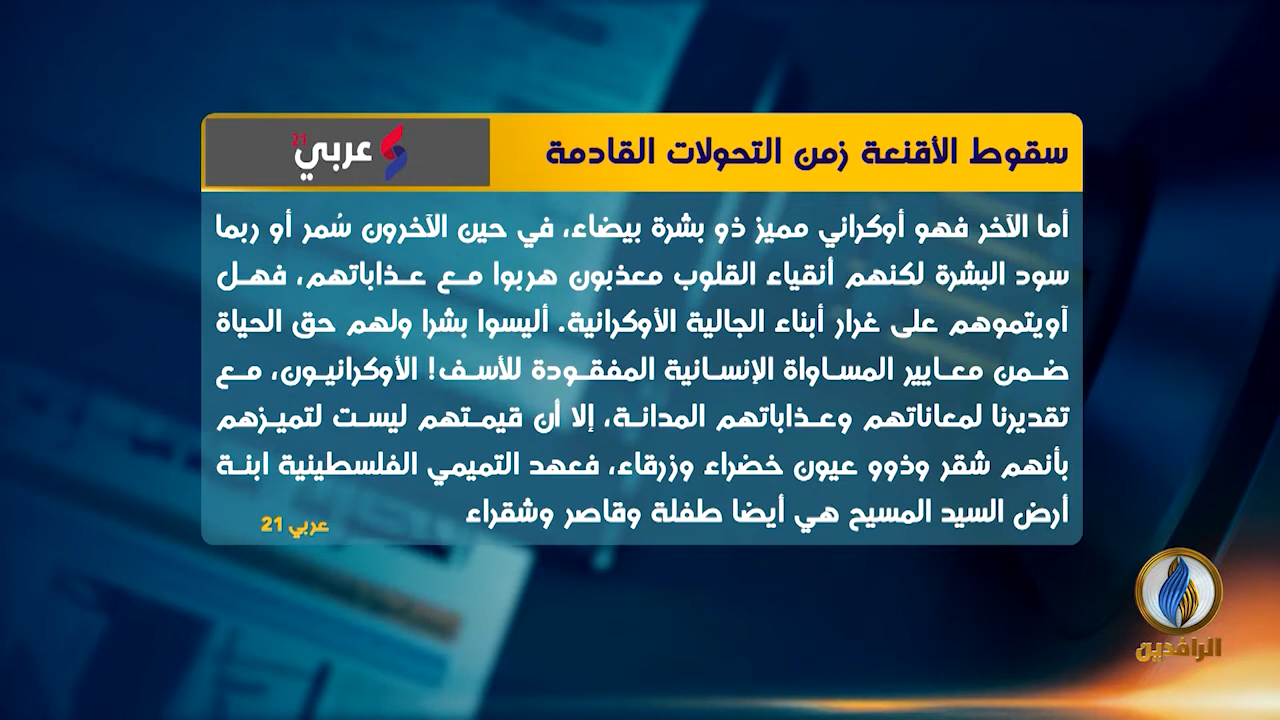 سقوط الأقنعة زمن التحولات القادمة
عربي 21
أما الآخر فهو أوكراني مميز ذو بشرة بيضاء، في حين الآخرون سُمر أو ربما
سود البشرة لكنهم أنقياء القلوب معذبون هربوا مع عذاباتهم، فهل
آويتموهم على غرار أبناء الجالية الأوكرانية. أليسوا بشرا ولهم حق الحياة
ضمن معايير المساواة الإنسانية المفقودة للأسف! الأوكرانيون، مع
تقديرنا لمعاناتهم وعذاباتهم المدانة، إلا أن قيمتهم ليست لتميزهم
بأنهم شقر وذوو عيون خضراء وزرقاء، فعهد التميمي الفلسطينية ابنة
أرض السيد المسيح هي أيضا طفلة وقاصر وشقراء
عربي 21
الرافدين